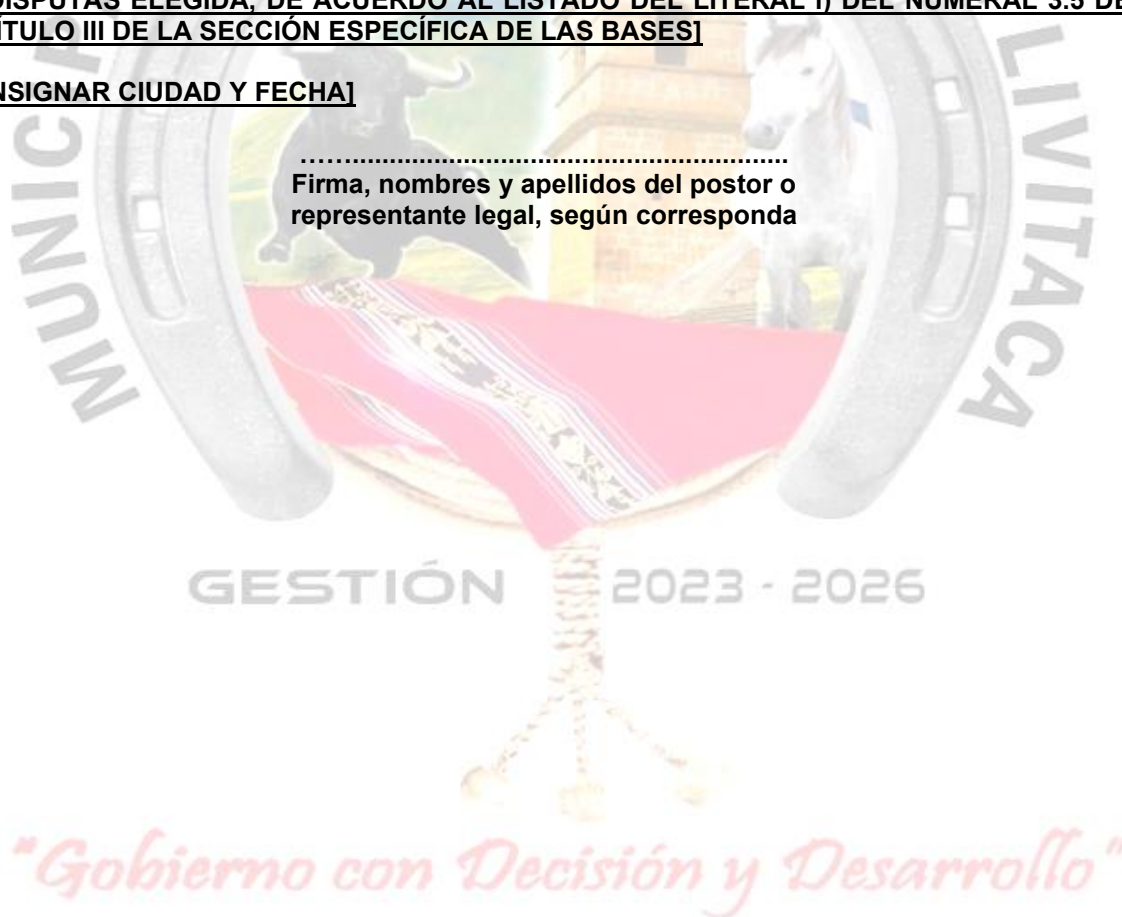 DISPUTAS ELEGIDA, DE ACUERDO AL LISTADO DEL LITERAL I) DEL NUMERAL 3.5 DE
ÍTULO III DE LA SECCIÓN ESPECÍFICA DE LAS BASES]
NSIGNAR CIUDAD Y FECHA]
……..................................................
Firma, nombres y apellidos del postor o
representante legal, según corresponda
MUNIC
LIVITACA
GESTIÓN 2023 - 2026
"Gobierno con Decisión y Desarrollo"